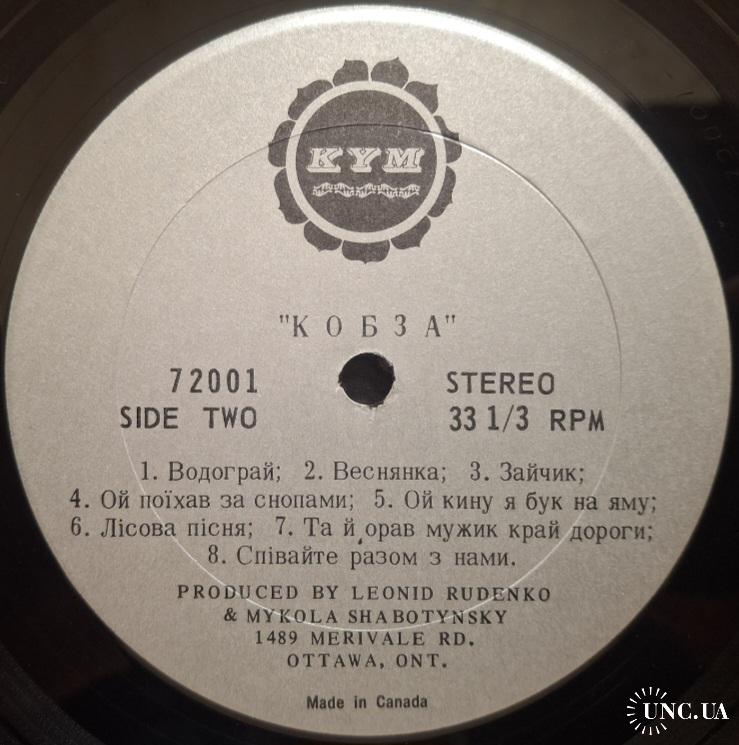 KYM
"КОБЗА"
72001 STEREO
SIDE TWO 33 1/3 RPM
1. Водограй; 2. Веснянка; 3. Зайчик;
4. Ой поїхав за снопами; 5. Ой кину я бук на яму;
6. Лісова пісня; 7. Та й орав мужик край дороги;
8. Співайте разом з нами.
PRODUCED BY LEONID RUDENKO
& MYKOLA SHABOTYNSKY
1489 MERIVALE RD.
OTTAWA, ONT.
Made in Canada
UNC.UA